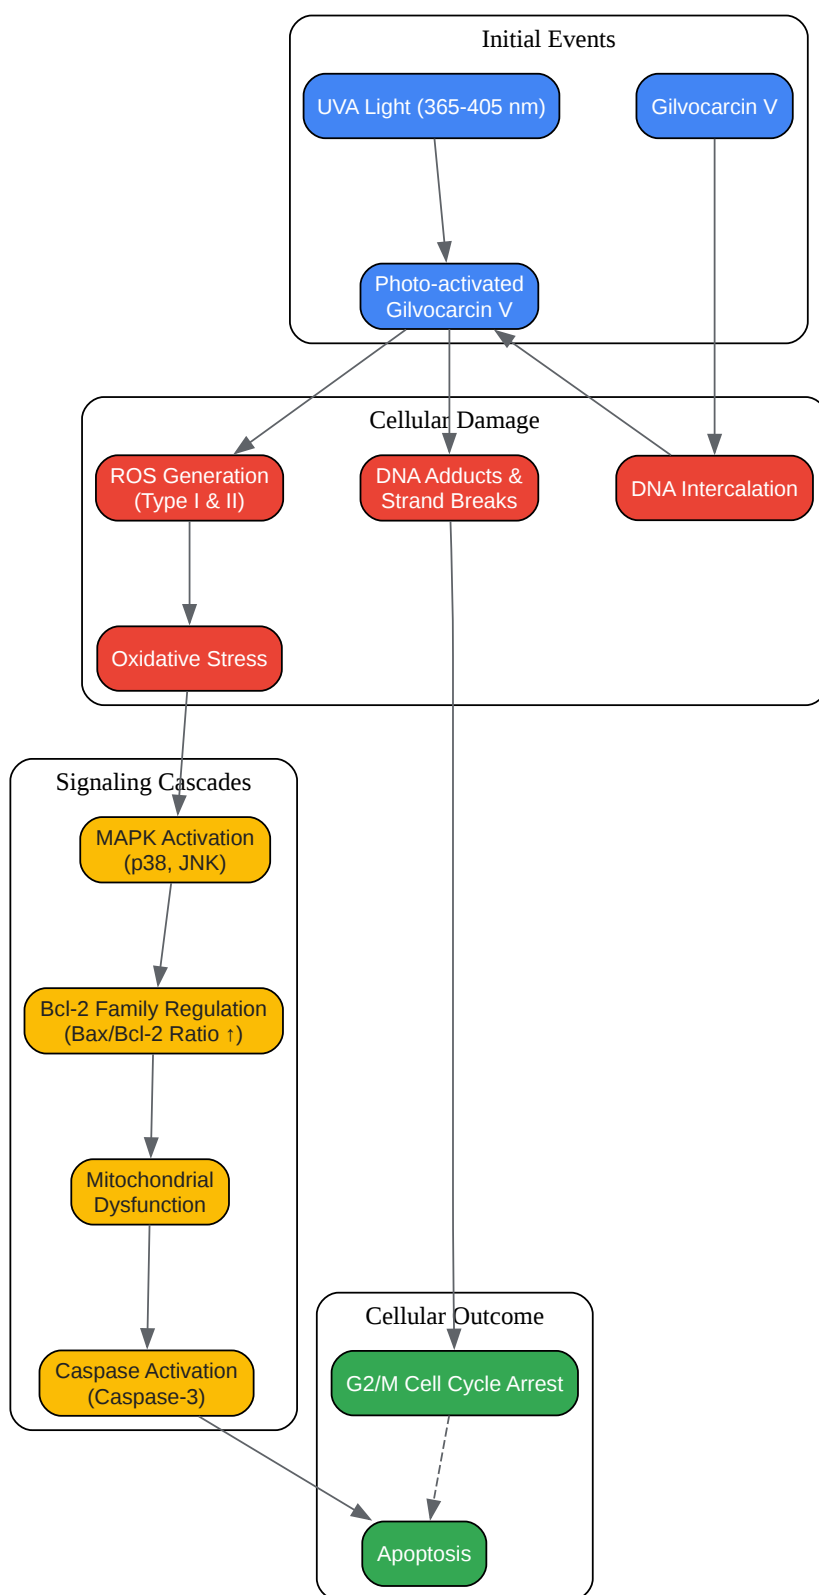 Initial Events
UVA Light (365-405 nm)
Gilvocarcin V
Photo-activated
Gilvocarcin V
Cellular Damage
ROS Generation
(Type I & II)
DNA Adducts &
Strand Breaks
DNA Intercalation
Oxidative Stress
Signaling Cascades
MAPK Activation
(p38, JNK)
Bcl-2 Family Regulation
(Bax/Bcl-2 Ratio ↑)
Mitochondrial
Dysfunction
Caspase Activation
(Caspase-3)
Cellular Outcome
G2/M Cell Cycle Arrest
Apoptosis